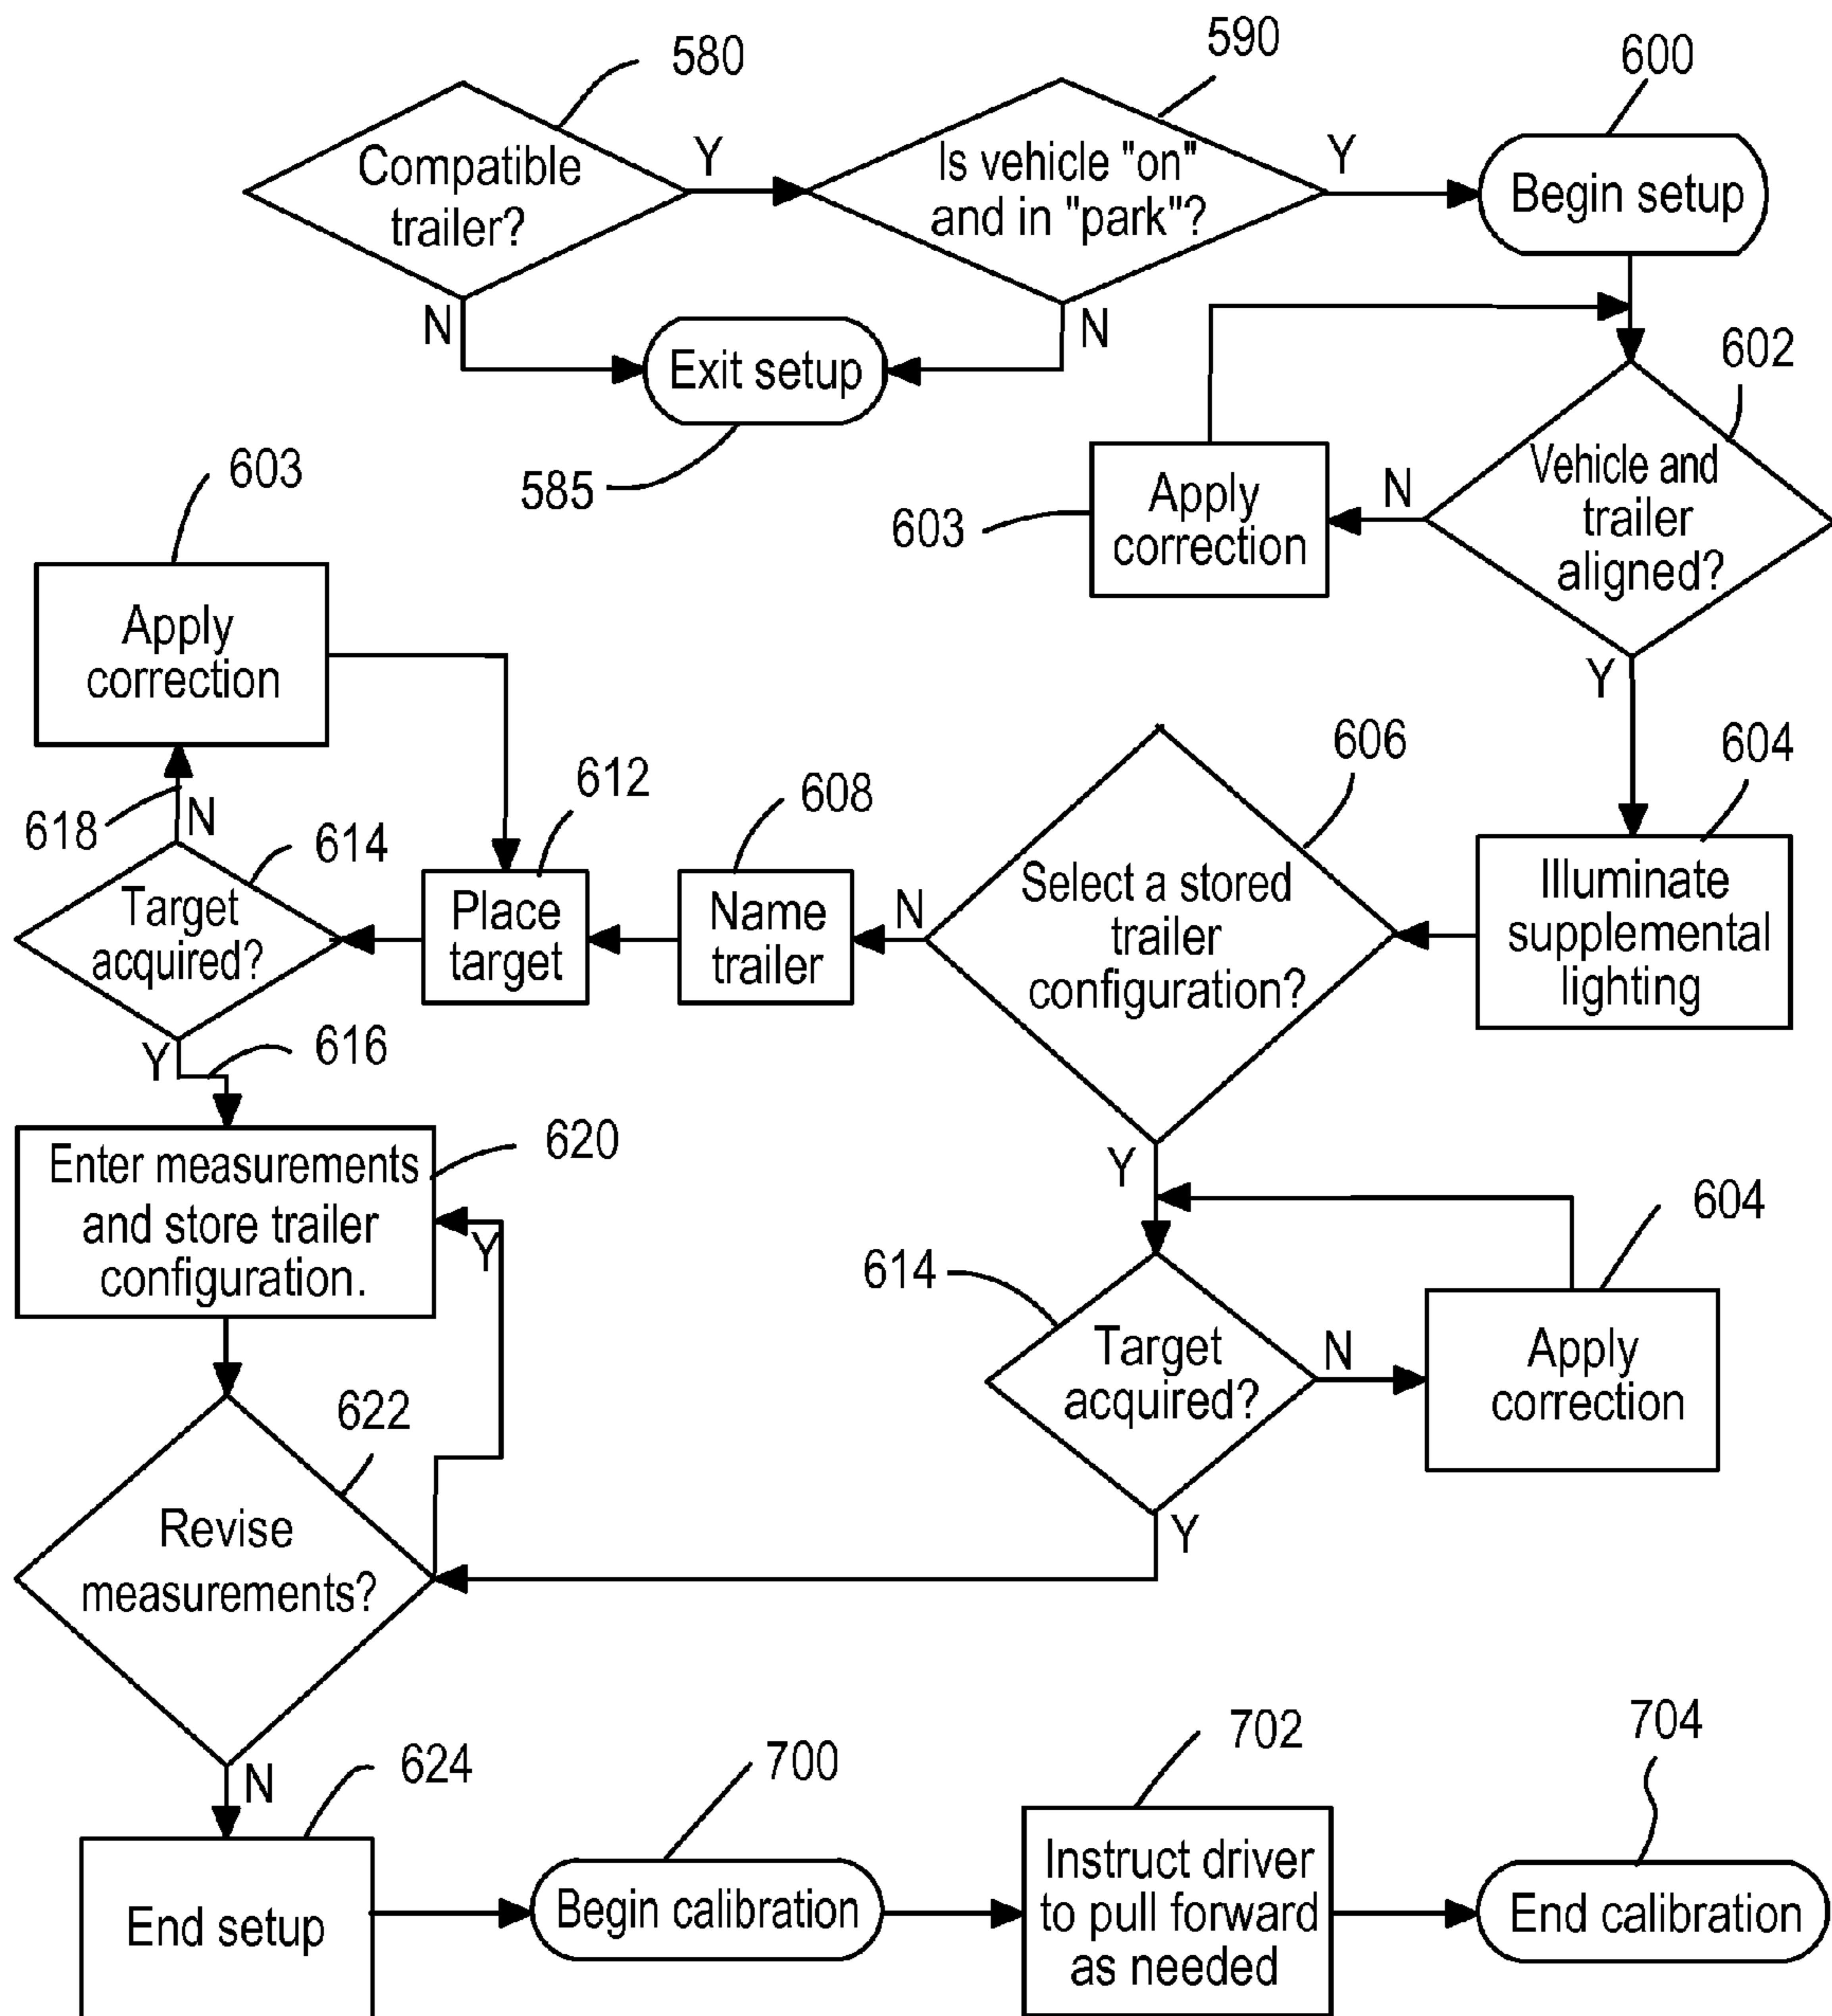 580
590
600
Compatible
trailer?
Y
Is vehicle "on"
and in "park"?
Y
Begin setup
N
N
Exit setup
585
602
Vehicle and
trailer
aligned?
N
Apply
correction
603
Y
603
Apply
correction
618
N
614
Target
acquired?
612
Place
target
608
Name
trailer
N
606
Select a stored
trailer
configuration?
604
Illuminate
supplemental
lighting
Y
616
Y
620
Enter measurements
and store trailer
configuration.
Y
614
Target
acquired?
N
604
Apply
correction
Y
622
Revise
measurements?
N
624
End setup
700
Begin calibration
702
Instruct driver
to pull forward
as needed
704
End calibration